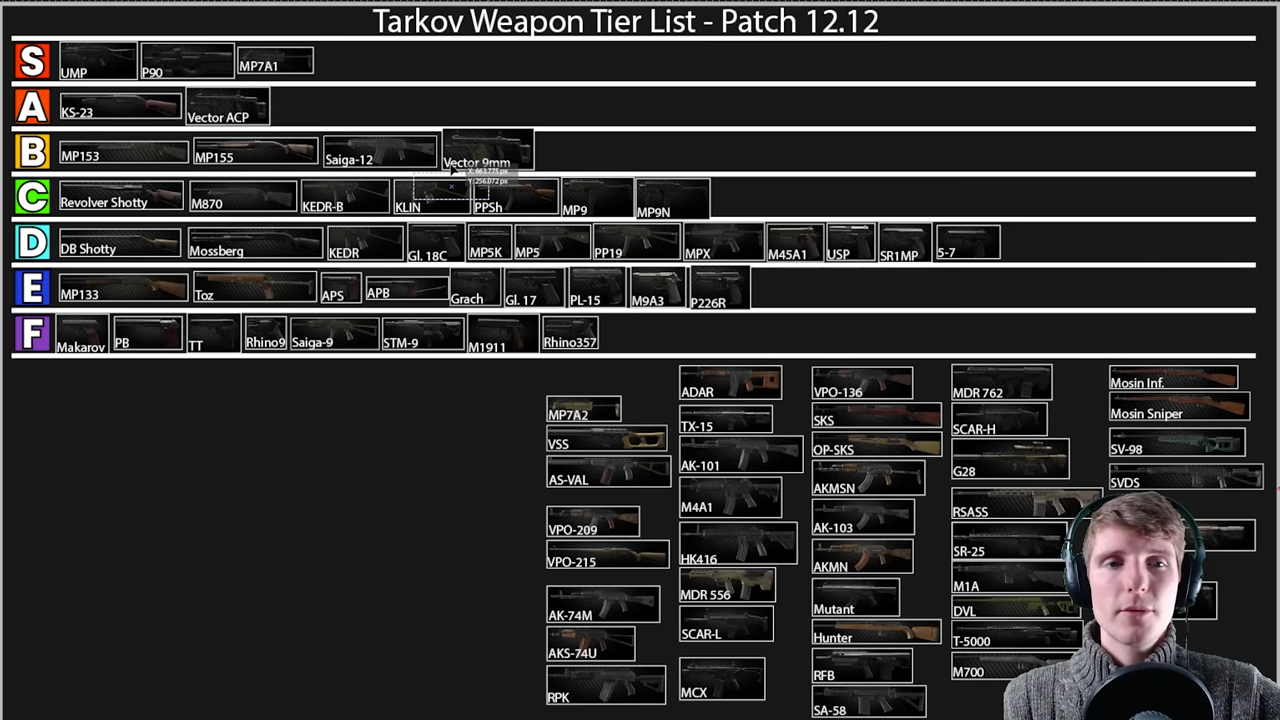 Tarkov Weapon Tier List - Patch 12.12
S UMP P90 MP7A1
A KS-23 Vector ACP
B MP153 MP155 Saiga-12 Vector 9mm
X: 663.775 px
Y: 256.072 px
C Revolver Shotty M870 KEDR-B KLIN PPSh MP9 MP9N
D DB Shotty Mossberg KEDR Gl. 18C MP5K MP5 PP19 MPX M45A1 USP SR1MP 5-7
E MP133 Toz APS APB Grach Gl. 17 PL-15 M9A3 P226R
F Makarov PB TT Rhino9 Saiga-9 STM-9 M1911 Rhino357
MP7A2
VSS
AS-VAL
VPO-209
VPO-215
AK-74M
AKS-74U
RPK
ADAR
TX-15
AK-101
M4A1
HK416
MDR 556
SCAR-L
MCX
VPO-136
SKS
OP-SKS
AKMSN
AK-103
AKMN
Mutant
Hunter
RFB
SA-58
MDR 762
SCAR-H
G28
RSASS
SR-25
M1A
DVL
T-5000
M700
Mosin Inf.
Mosin Sniper
SV-98
SVDS